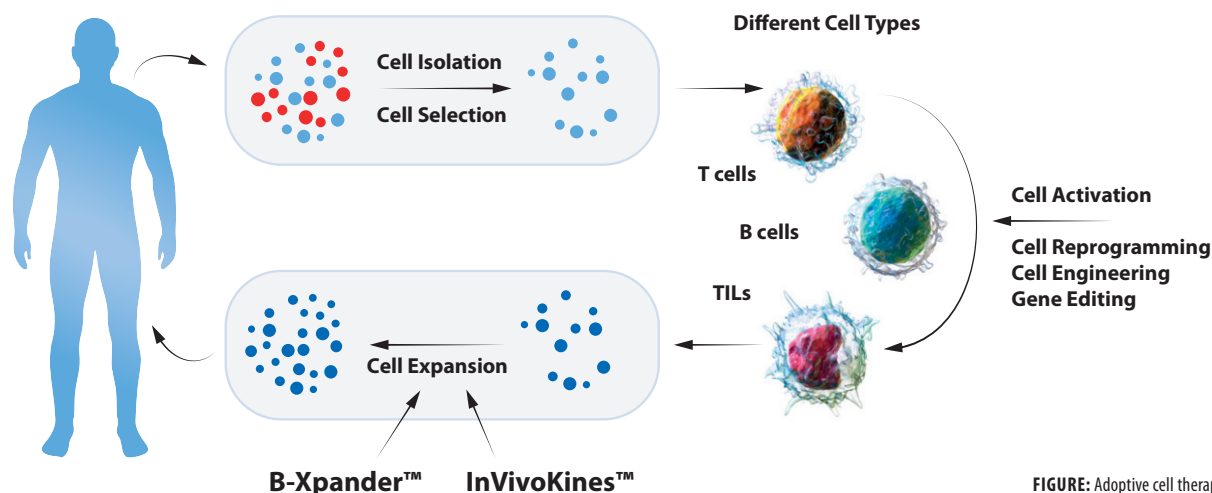 Different Cell Types
Cell Isolation
Cell Selection
T cells
B cells
TILs
Cell Activation
Cell Reprogramming
Cell Engineering
Gene Editing
Cell Expansion
B-Xpander™
InVivoKines™
FIGURE: Adoptive cell therap